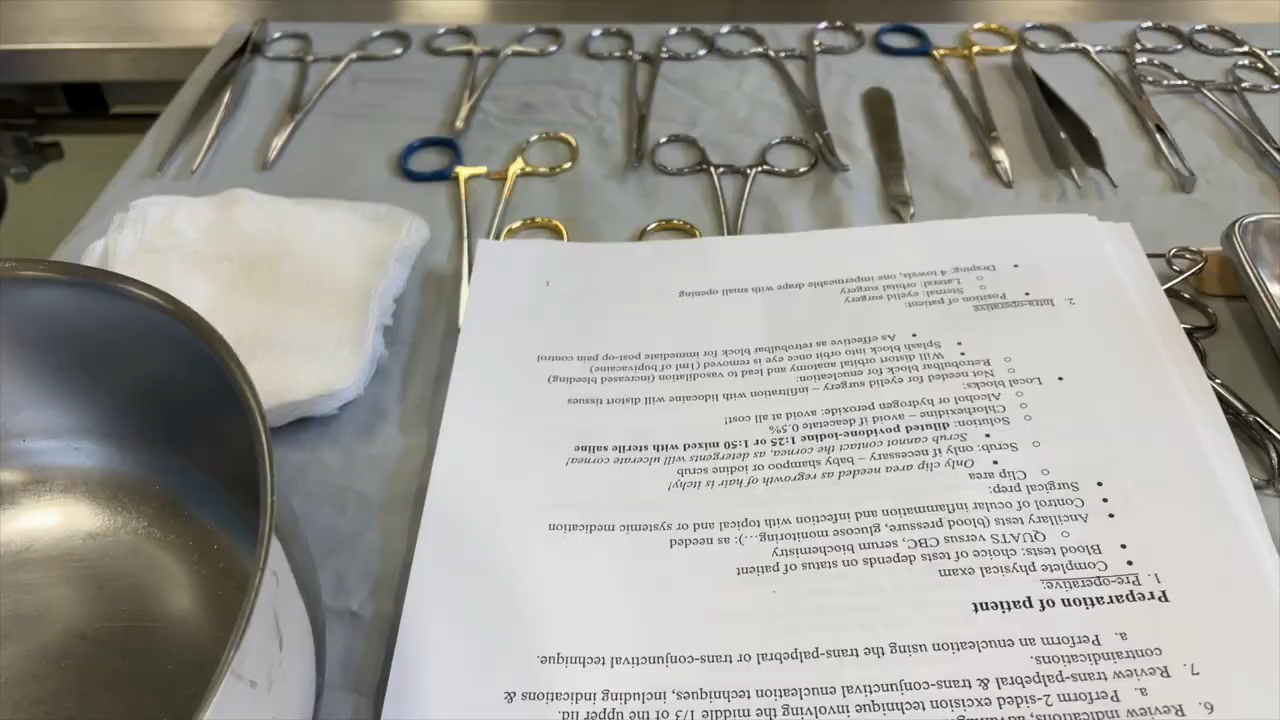 6. Review indications, advan
a. Perform 2-sided excision technique involving the middle 1/3 of the upper lid.
7. Review trans-palpebral & trans-conjunctival enucleation techniques, including indications &
contraindications.
a. Perform an enucleation using the trans-palpebral or trans-conjunctival technique.
Preparation of patient
1. Pre-operative:
• Complete physical exam
• Blood tests: choice of tests depends on status of patient
○ QUATS versus CBC, serum biochemistry
• Ancillary tests (blood pressure, glucose monitoring…): as needed
• Control of ocular inflammation and infection with topical and or systemic medication
• Surgical prep:
○ Clip area
▪ Only clip area needed as regrowth of hair is itchy!
○ Scrub: only if necessary – baby shampoo or iodine scrub
▪ Scrub cannot contact the cornea, as detergents will ulcerate cornea!
○ Solution: diluted povidone-iodine 1:25 or 1:50 mixed with sterile saline
○ Chlorhexidine – avoid if deacetate 0.5%
○ Alcohol or hydrogen peroxide: avoid at all cost!
• Local blocks:
○ Not needed for eyelid surgery – infiltration with lidocaine will distort tissues
○ Retrobulbar block for enucleation:
▪ Will distort orbital anatomy and lead to vasodilation (increased bleeding)
▪ Splash block into orbit once eye is removed (1ml of bupivacaine)
▪ As effective as retrobulbar block for immediate post-op pain control
2. Intra-operative
• Position of patient:
○ Sternal: eyelid surgery
○ Lateral: orbital surgery
• Draping: 4 towels, one impermeable drape with small opening
1